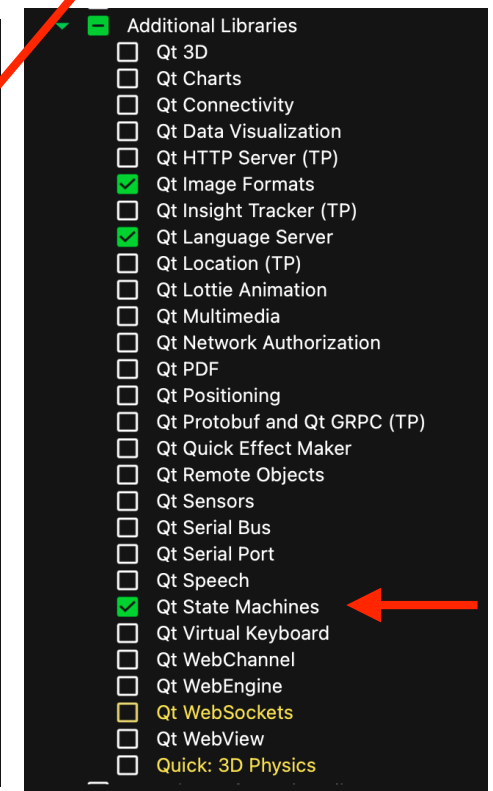 Additional Libraries
Qt 3D
Qt Charts
Qt Connectivity
Qt Data Visualization
Qt HTTP Server (TP)
Qt Image Formats
Qt Insight Tracker (TP)
Qt Language Server
Qt Location (TP)
Qt Lottie Animation
Qt Multimedia
Qt Network Authorization
Qt PDF
Qt Positioning
Qt Protobuf and Qt GRPC (TP)
Qt Quick Effect Maker
Qt Remote Objects
Qt Sensors
Qt Serial Bus
Qt Serial Port
Qt Speech
Qt State Machines
Qt Virtual Keyboard
Qt WebChannel
Qt WebEngine
Qt WebSockets
Qt WebView
Quick: 3D Physics